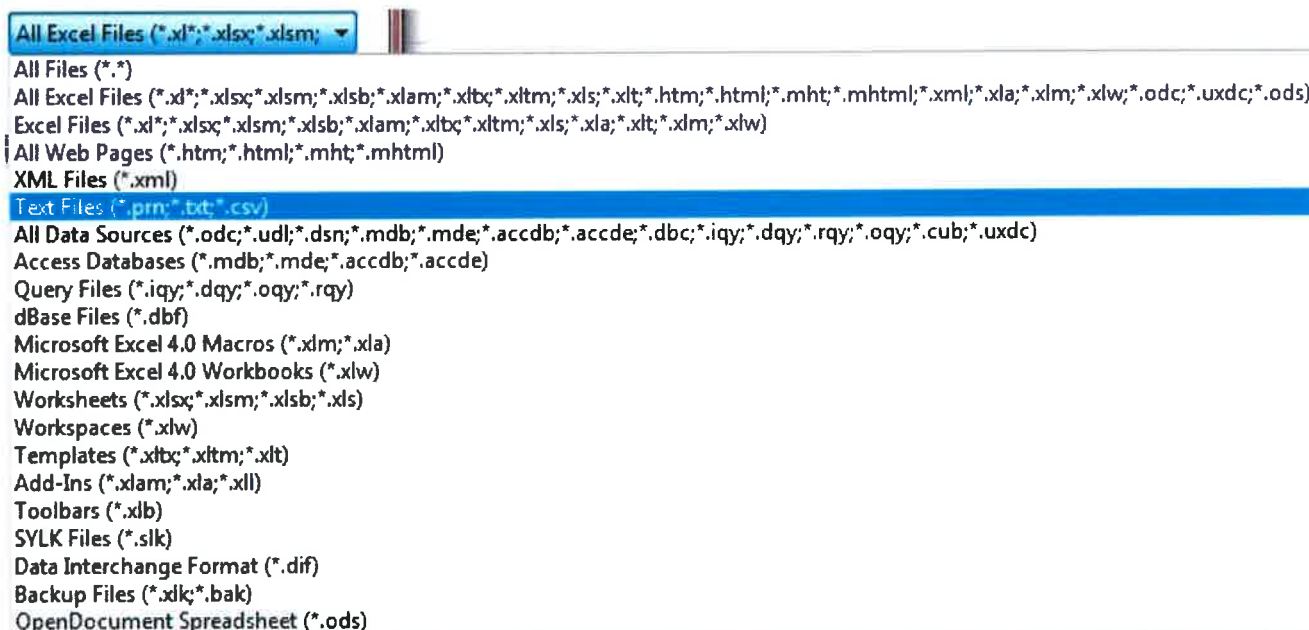 All Excel Files (*.xl*;*.xlsx;*.xlsm;
All Files (*.*)
All Excel Files (*.xl*;*.xlsx;*.xlsm;*.xlsb;*.xlam;*.xltx;*.xltm;*.xls;*.xlt;*.htm;*.html;*.mht;*.mhtml;*.xml;*.xla;*.xlm;*.xlw;*.odc;*.uxdc;*.ods)
Excel Files (*.xl*;*.xlsx;*.xlsm;*.xlsb;*.xlam;*.xltx;*.xltm;*.xls;*.xla;*.xlt;*.xlm;*.xlw)
All Web Pages (*.htm;*.html;*.mht;*.mhtml)
XML Files (*.xml)
Text Files (*.prn;*.txt;*.csv)
All Data Sources (*.odc;*.udl;*.dsn;*.mdb;*.mde;*.accdb;*.accde;*.dbc;*.iqy;*.dqy;*.rqy;*.oqy;*.cub;*.uxdc)
Access Databases (*.mdb;*.mde;*.accdb;*.accde)
Query Files (*.iqy;*.dqy;*.oqy;*.rqy)
dBase Files (*.dbf)
Microsoft Excel 4.0 Macros (*.xlm;*.xla)
Microsoft Excel 4.0 Workbooks (*.xlw)
Worksheets (*.xlsx;*.xlsm;*.xlsb;*.xls)
Workspaces (*.xlw)
Templates (*.xltx;*.xltm;*.xlt)
Add-Ins (*.xlam;*.xla;*.xll)
Toolbars (*.xlb)
SYLK Files (*.slk)
Data Interchange Format (*.dif)
Backup Files (*.xlk;*.bak)
OpenDocument Spreadsheet (*.ods)